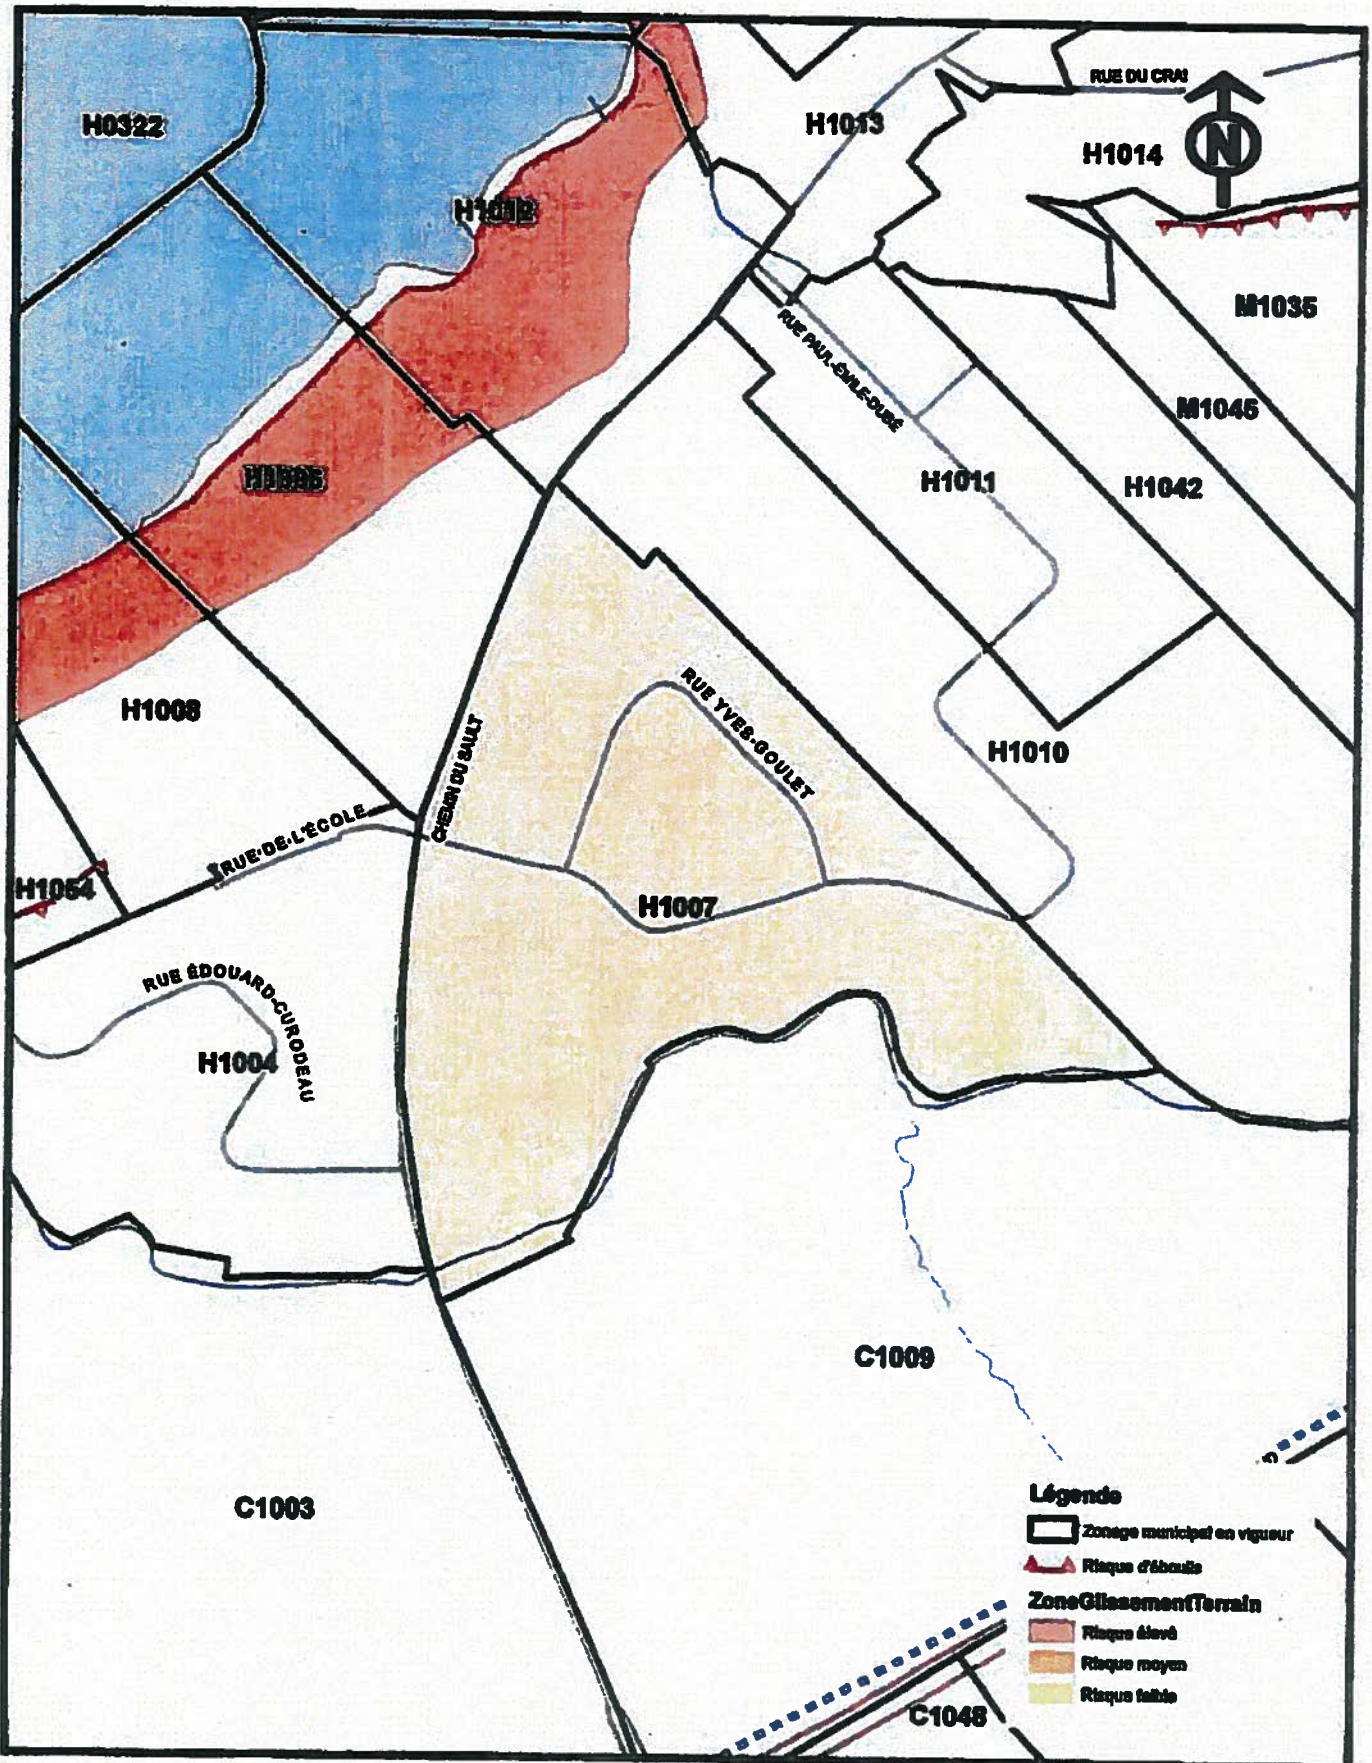 RUE DU CRA
N
H0322
H1013
H1014
H1012
M1035
RUE PAUL-ÉMILE-DUBÉ
M1045
H1011
H1042
RUE YVES-GOULET
H1008
CHEMIN DU SAULT
H1010
RUE-DE-L'ÉCOLE
H1054
H1007
RUE ÉDOUARD-CURODEAU
H1004
C1009
C1003
Légende
Zonage municipal en vigueur
Risque d'éboulis
ZoneGlissementTerrain
Risque élevé
Risque moyen
Risque faible
C1048